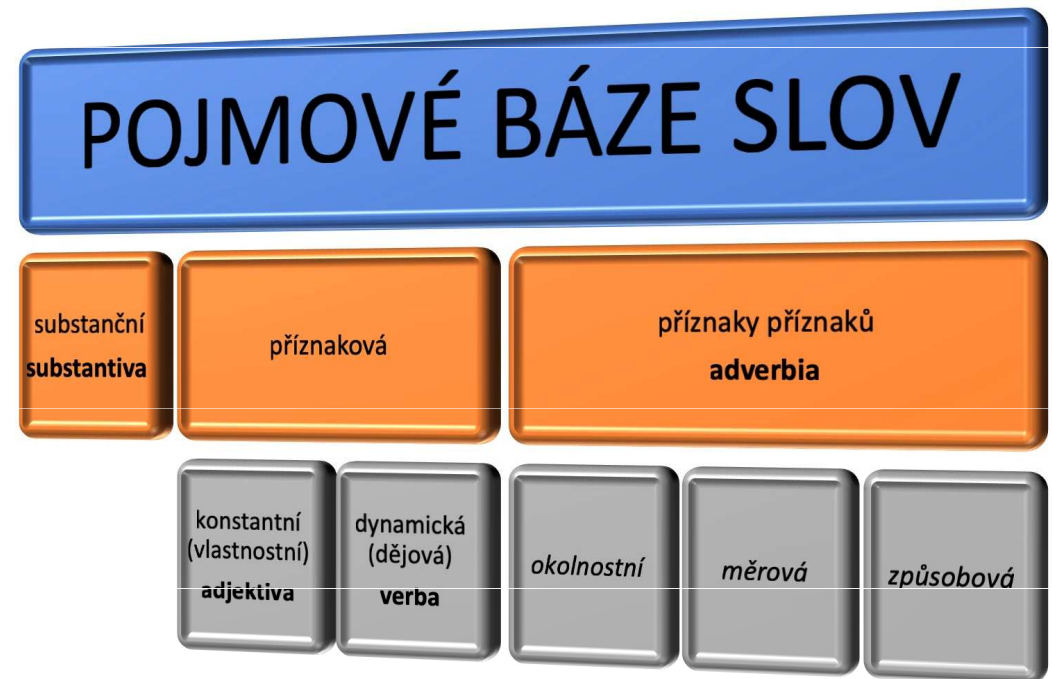 POJMOVÉ BÁZE SLOV
substanční
substantiva
příznaková
příznaky příznaků
adverbia
konstantní
(vlastnostní)
adjektiva
dynamická
(dějová)
verba
okolnostní
měrová
způsobová